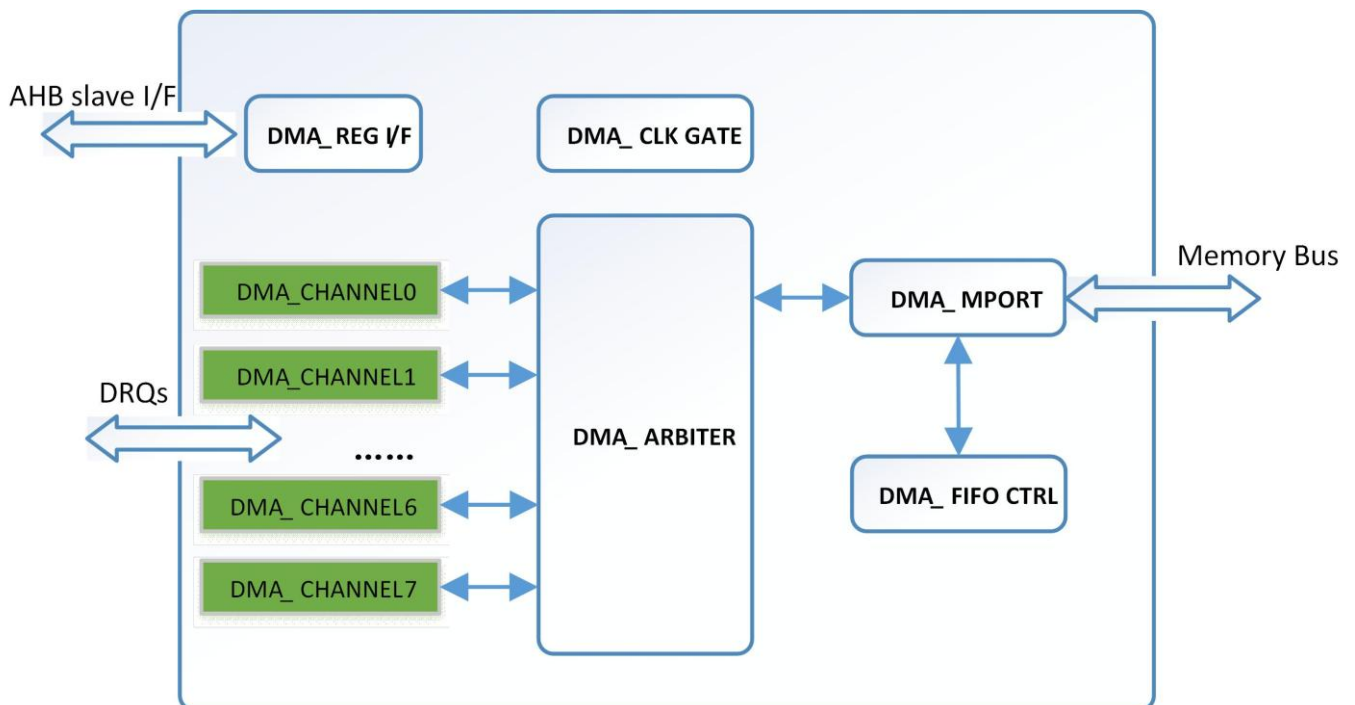 AHB slave I/F
DMA_ REG I/F
DMA_ CLK GATE
DMA_CHANNEL0
DMA_CHANNEL1
DRQs
......
DMA_ CHANNEL6
DMA_ CHANNEL7
DMA_ ARBITER
DMA_ MPORT
Memory Bus
DMA_ FIFO CTRL